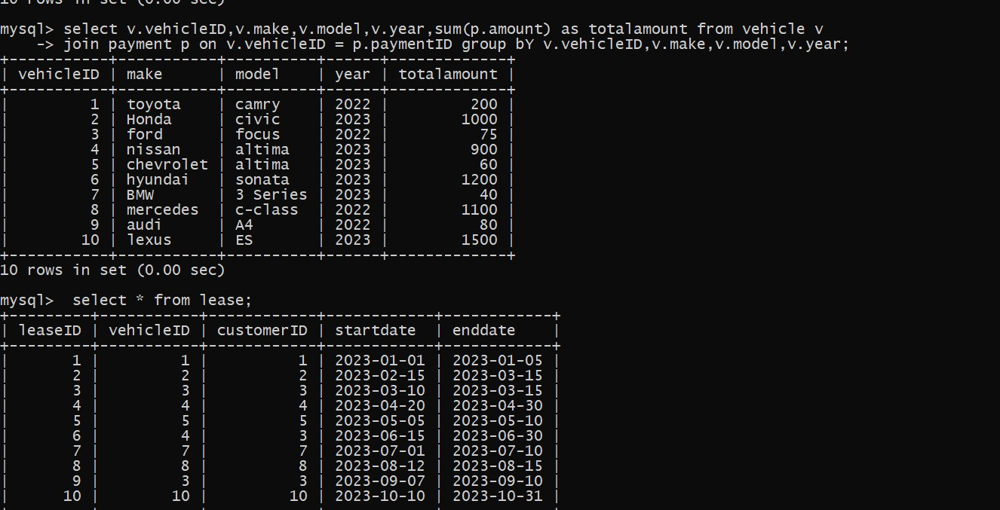 10 rows in set (0.00 sec)
mysql> select v.vehicleID,v.make,v.model,v.year,sum(p.amount) as totalamount from vehicle v
    -> join payment p on v.vehicleID = p.paymentID group bY v.vehicleID,v.make,v.model,v.year;
+-----------+-----------+----------+------+-------------+
| vehicleID | make      | model    | year | totalamount |
+-----------+-----------+----------+------+-------------+
|         1 | toyota    | camry    | 2022 |         200 |
|         2 | Honda     | civic    | 2023 |        1000 |
|         3 | ford      | focus    | 2022 |          75 |
|         4 | nissan    | altima   | 2023 |         900 |
|         5 | chevrolet | altima   | 2023 |          60 |
|         6 | hyundai   | sonata   | 2023 |        1200 |
|         7 | BMW       | 3 Series | 2023 |          40 |
|         8 | mercedes  | c-class  | 2022 |        1100 |
|         9 | audi      | A4       | 2022 |          80 |
|        10 | lexus     | ES       | 2023 |        1500 |
+-----------+-----------+----------+------+-------------+
10 rows in set (0.00 sec)
mysql>  select * from lease;
+---------+-----------+------------+------------+------------+
| leaseID | vehicleID | customerID | startdate  | enddate    |
+---------+-----------+------------+------------+------------+
|       1 |         1 |          1 | 2023-01-01 | 2023-01-05 |
|       2 |         2 |          2 | 2023-02-15 | 2023-03-15 |
|       3 |         3 |          3 | 2023-03-10 | 2023-03-15 |
|       4 |         4 |          4 | 2023-04-20 | 2023-04-30 |
|       5 |         5 |          5 | 2023-05-05 | 2023-05-10 |
|       6 |         4 |          3 | 2023-06-15 | 2023-06-30 |
|       7 |         7 |          7 | 2023-07-01 | 2023-07-10 |
|       8 |         8 |          8 | 2023-08-12 | 2023-08-15 |
|       9 |         3 |          3 | 2023-09-07 | 2023-09-10 |
|      10 |        10 |         10 | 2023-10-10 | 2023-10-31 |